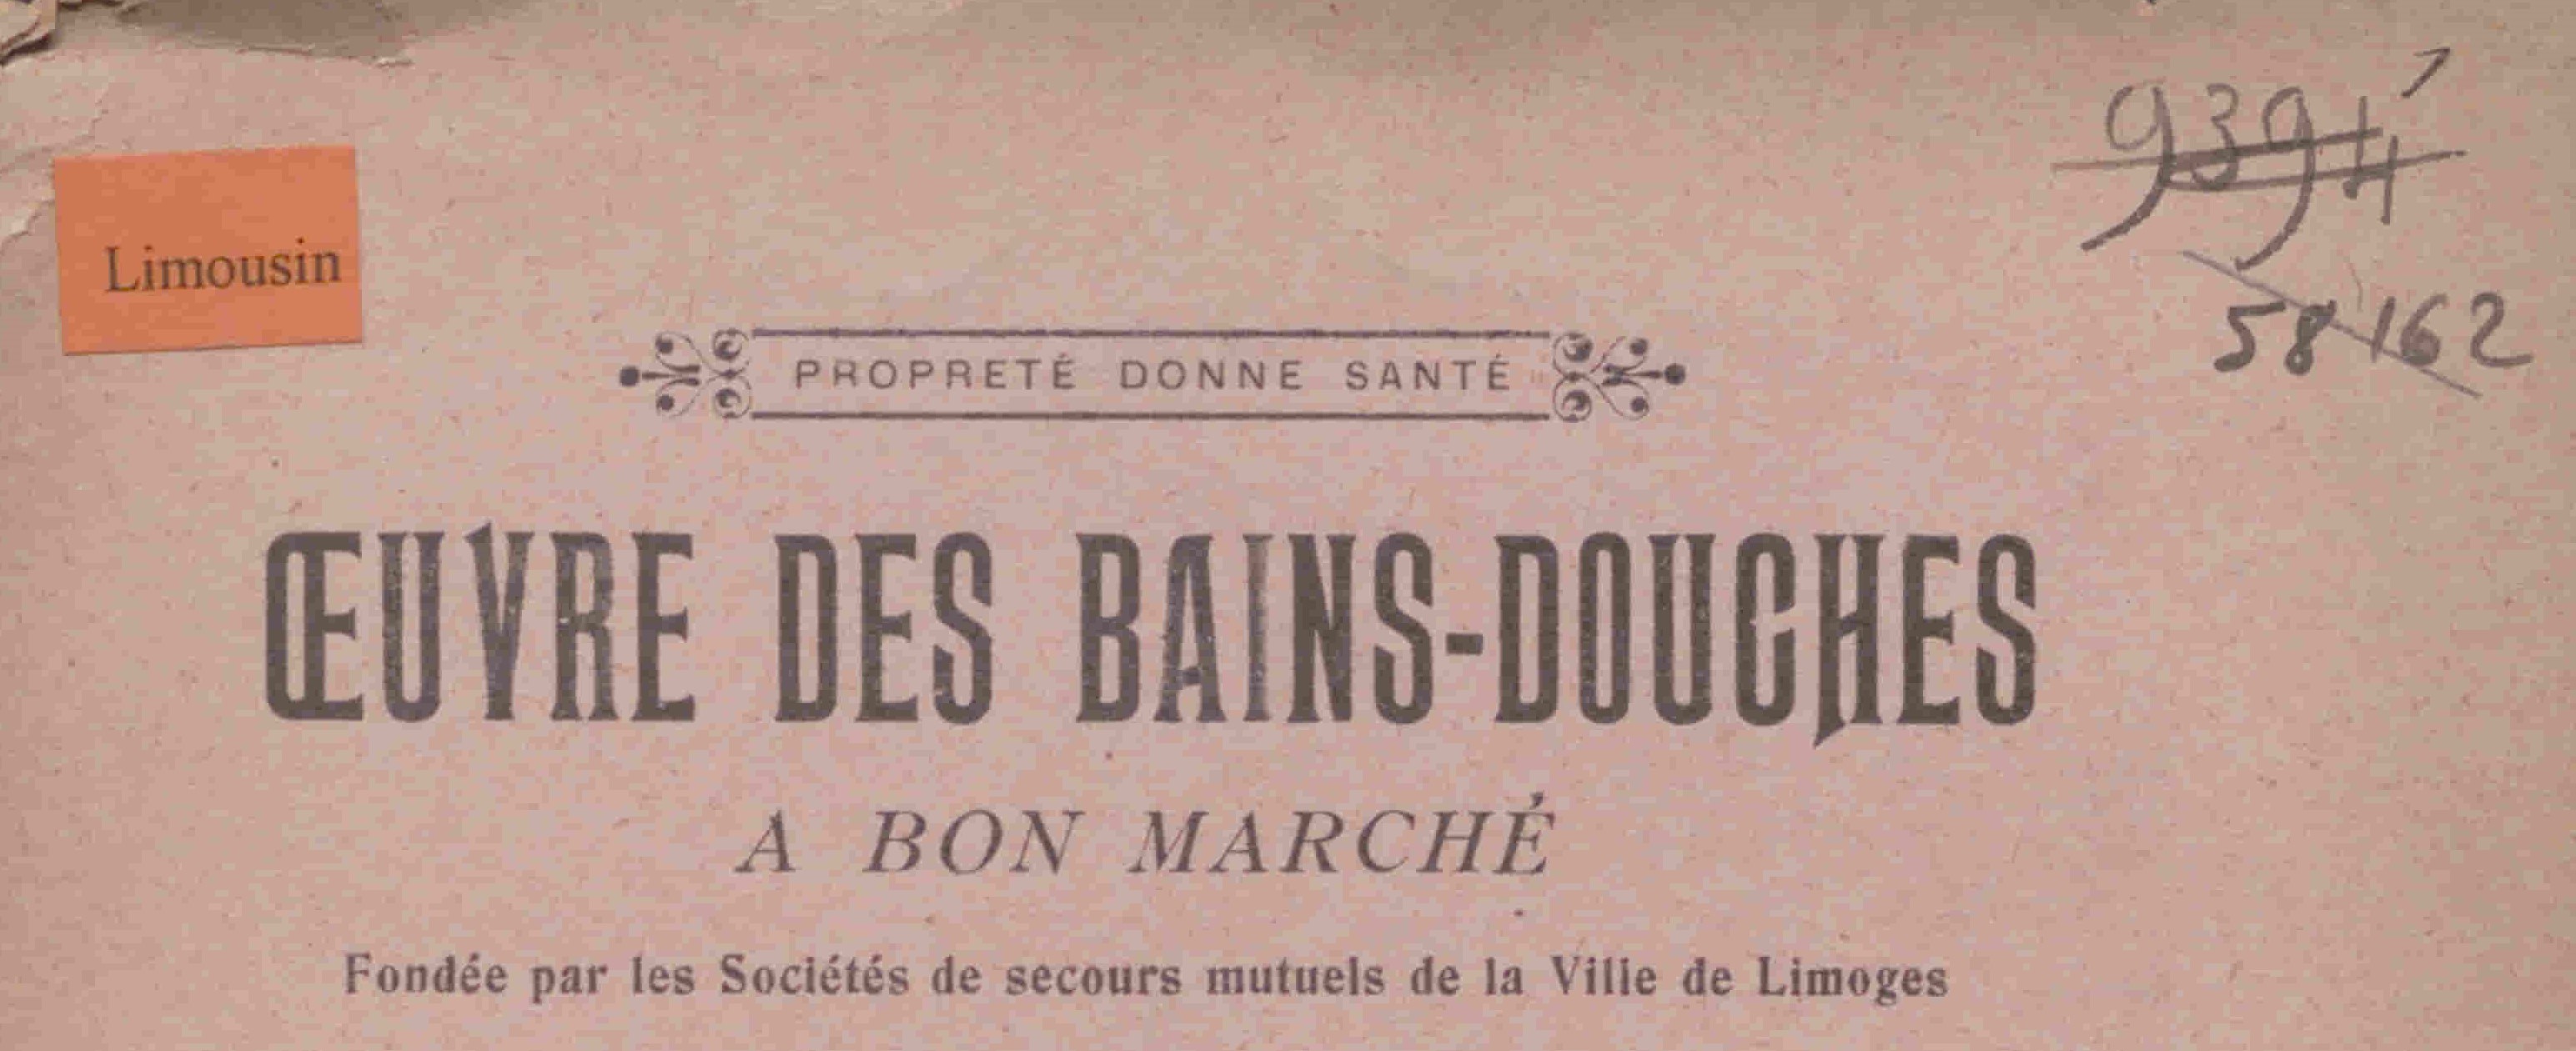 Limousin
9394
58162
PROPRETÉ DONNE SANTÉ
ŒUVRE DES BAINS-DOUCHES
A BON MARCHÉ
Fondée par les Sociétés de secours mutuels de la Ville de Limoges